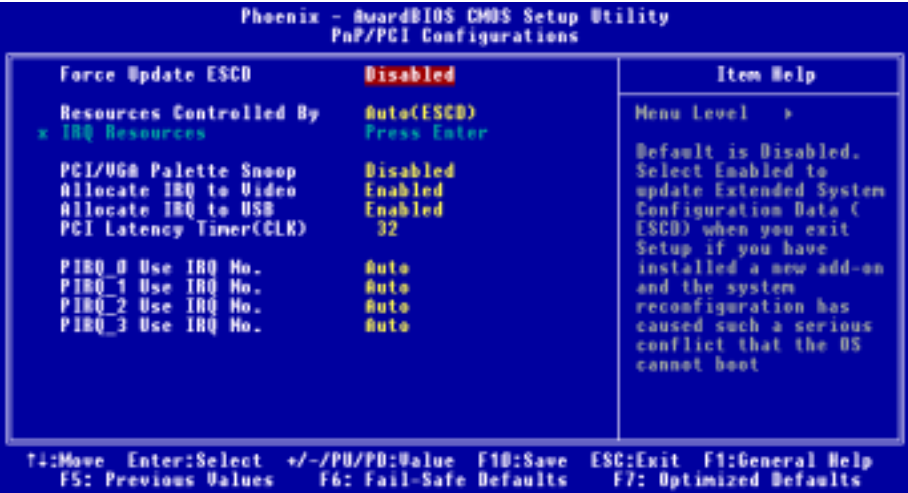 Phoenix - AwardBIOS CMOS Setup Utility
PnP/PCI Configurations
Force Update ESCD Disabled
Resources Controlled By Auto(ESCD)
x IRQ Resources Press Enter
PCI/VGA Palette Snoop Disabled
Allocate IRQ to Video Enabled
Allocate IRQ to USB Enabled
PCI Latency Timer(CLK) 32
PIRQ_0 Use IRQ No. Auto
PIRQ_1 Use IRQ No. Auto
PIRQ_2 Use IRQ No. Auto
PIRQ_3 Use IRQ No. Auto
Item Help
Menu Level ▸
Default is Disabled.
Select Enabled to
update Extended System
Configuration Data (
ESCD) when you exit
Setup if you have
installed a new add-on
and the system
reconfiguration has
caused such a serious
conflict that the OS
cannot boot
↑↓:Move Enter:Select +/-/PU/PD:Value F10:Save ESC:Exit F1:General Help
F5: Previous Values F6: Fail-Safe Defaults F7: Optimized Defaults